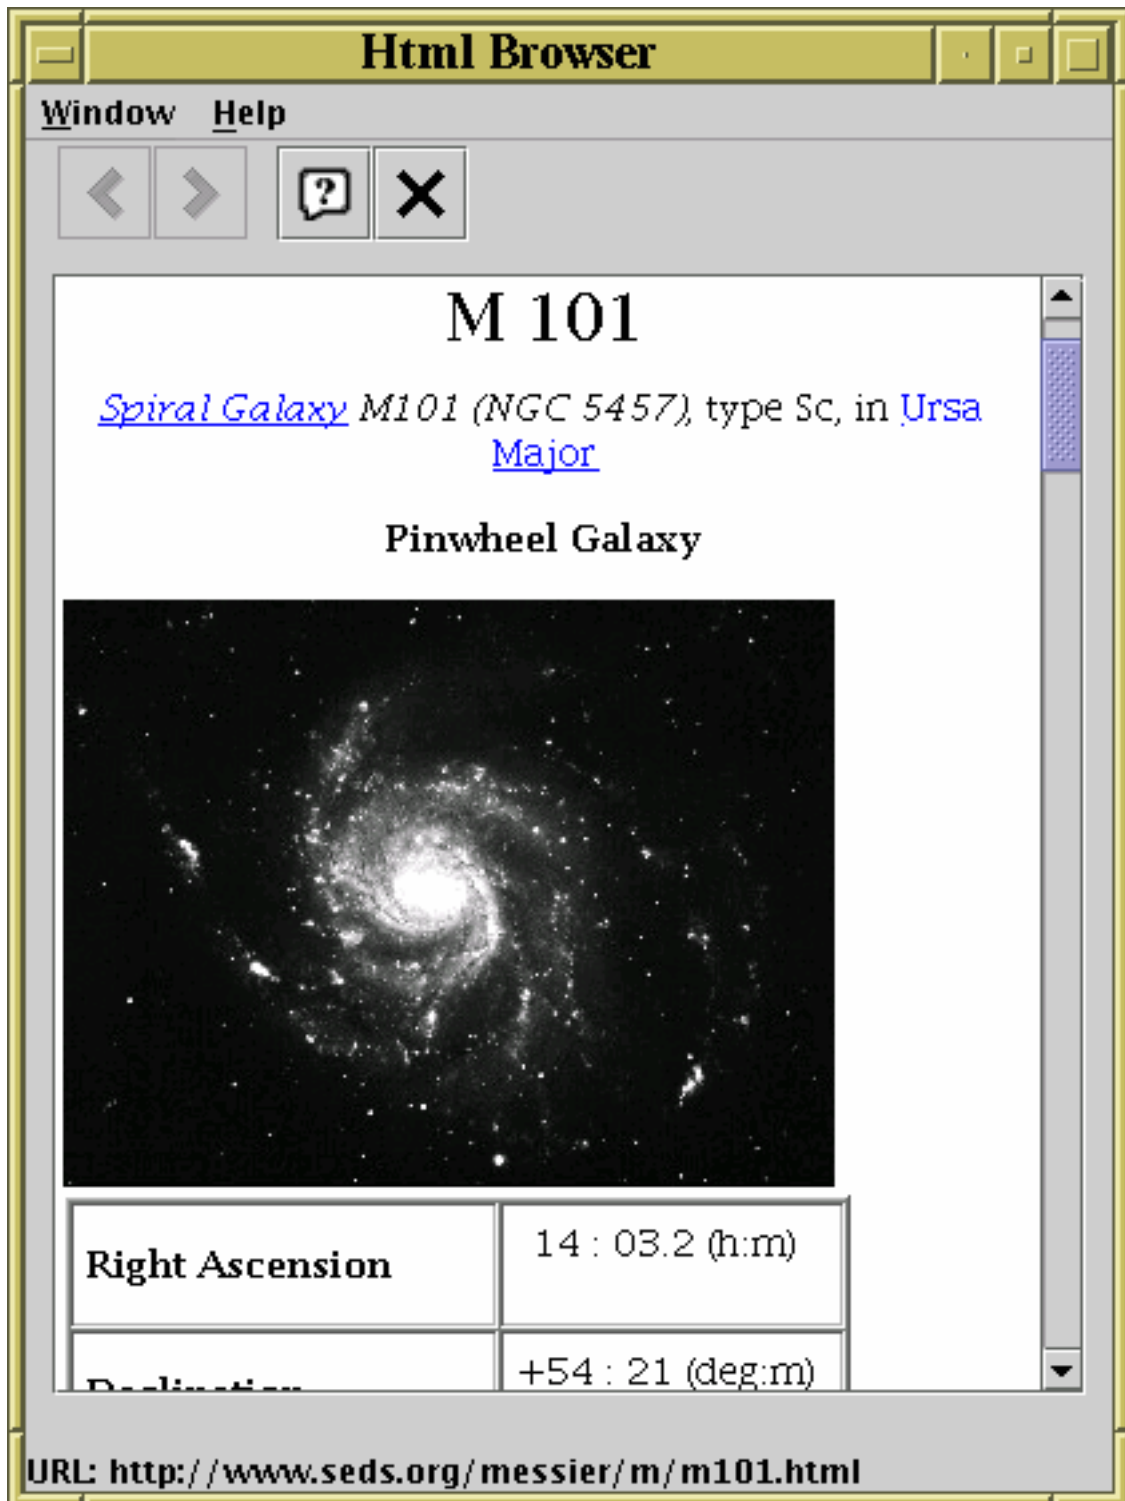 Html Browser
Window Help
M 101
Spiral Galaxy M101 (NGC 5457), type Sc, in Ursa
Major
Pinwheel Galaxy
Right Ascension
14 : 03.2 (h:m)
Declination
+54 : 21 (deg:m)
URL: http://www.seds.org/messier/m/m101.html